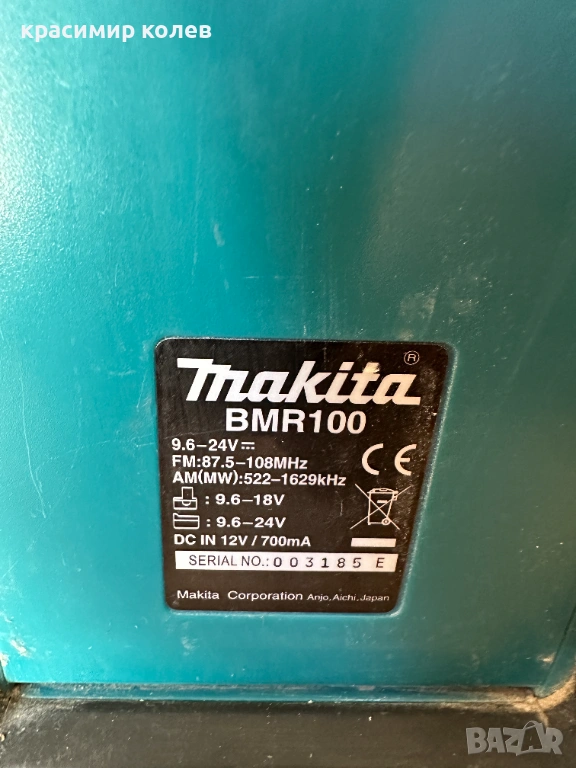 красимир колев
makita®
BMR100
9.6–24V⎓
FM:87.5–108MHz
AM(MW):522–1629kHz
CE
: 9.6–18V
: 9.6–24V
DC IN 12V / 700mA
SERIAL NO.: 003185 E
Makita Corporation Anjo, Aichi, Japan
BAZAR